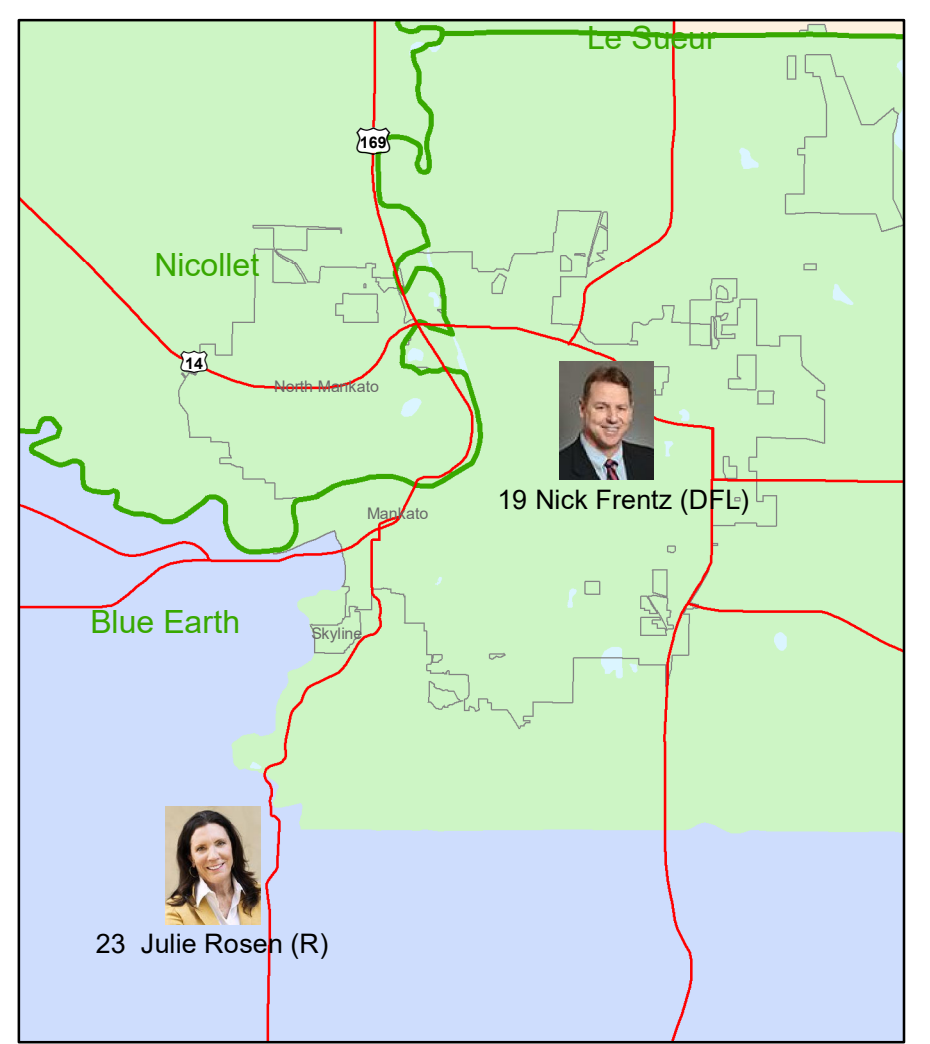 Le Sueur
169
Nicollet
14
North Mankato
19 Nick Frentz (DFL)
Mankato
Blue Earth
Skyline
23 Julie Rosen (R)